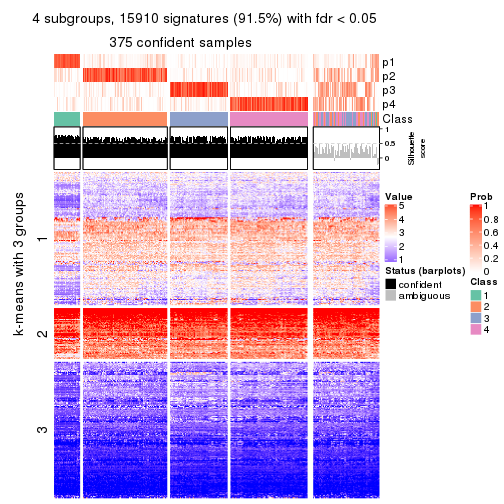 4 subgroups, 15910 signatures (91.5%) with fdr < 0.05
375 confident samples
p1
p2
p3
p4
Class
1
0.5
0
Silhouette
score
k-means with 3 groups
1
2
3
Value
5
4
3
2
1
Status (barplots)
confident
ambiguous
Prob
1
0.8
0.6
0.4
0.2
0
Class
1
2
3
4